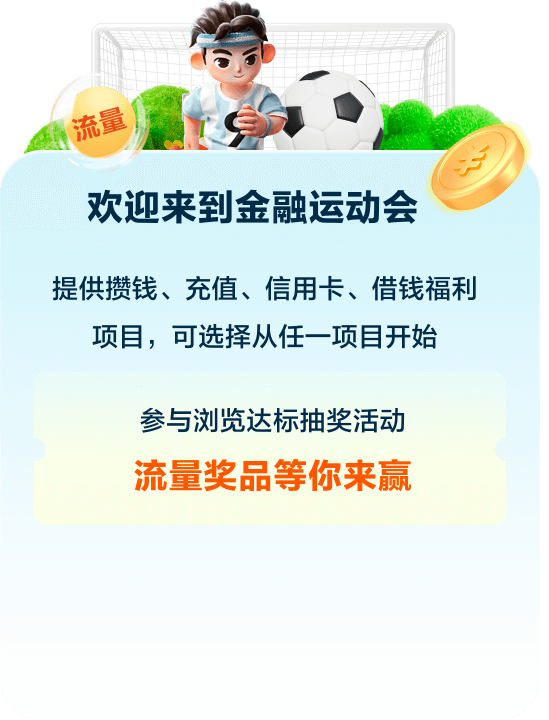 流量
欢迎来到金融运动会
提供攒钱、充值、信用卡、借钱福利
项目，可选择从任一项目开始
参与浏览达标抽奖活动
流量奖品等你来赢